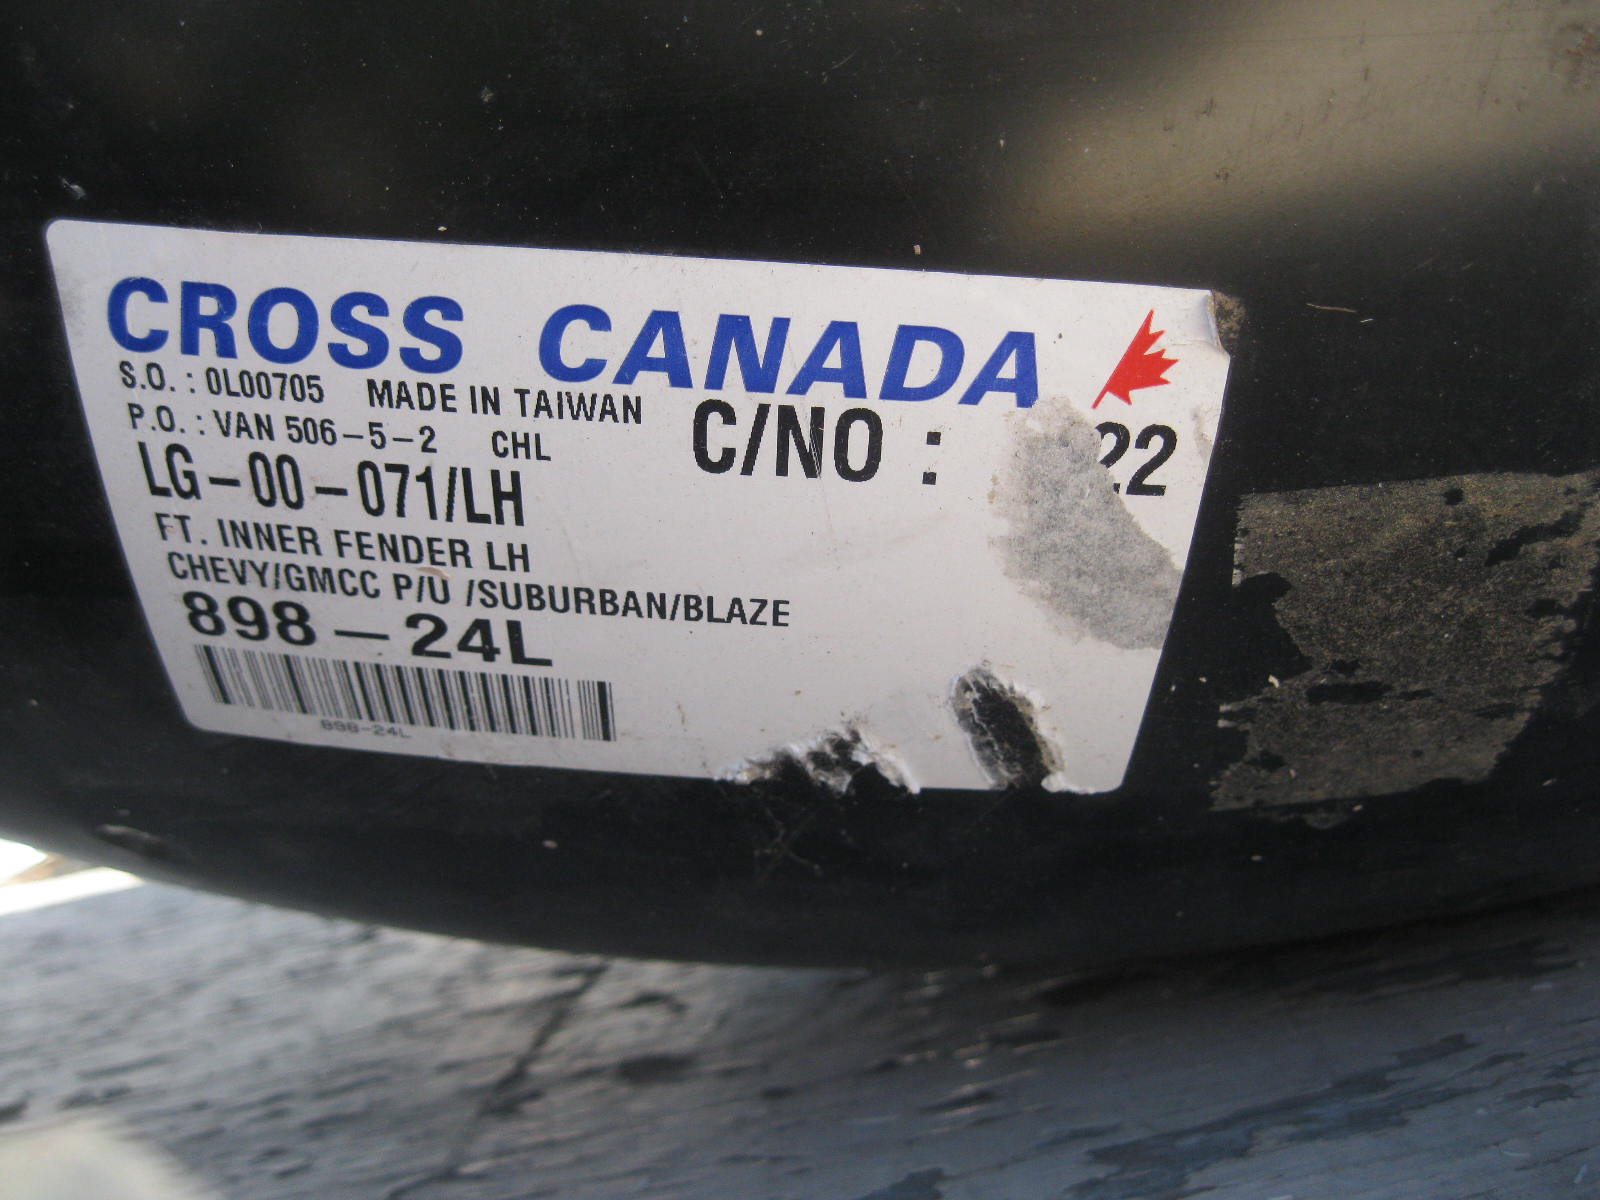 CROSS CANADA
S.O. : 0L00705 MADE IN TAIWAN
P.O. : VAN 506-5-2 CHL
C/NO : 22
LG-00-071/LH
FT. INNER FENDER LH
CHEVY/GMCC P/U /SUBURBAN/BLAZE
898-24L
898-24L